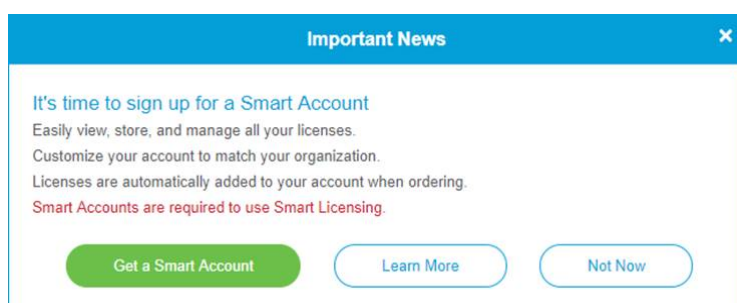 Important News
It's time to sign up for a Smart Account
Easily view, store, and manage all your licenses.
Customize your account to match your organization.
Licenses are automatically added to your account when ordering.
Smart Accounts are required to use Smart Licensing.
Get a Smart Account
Learn More
Not Now